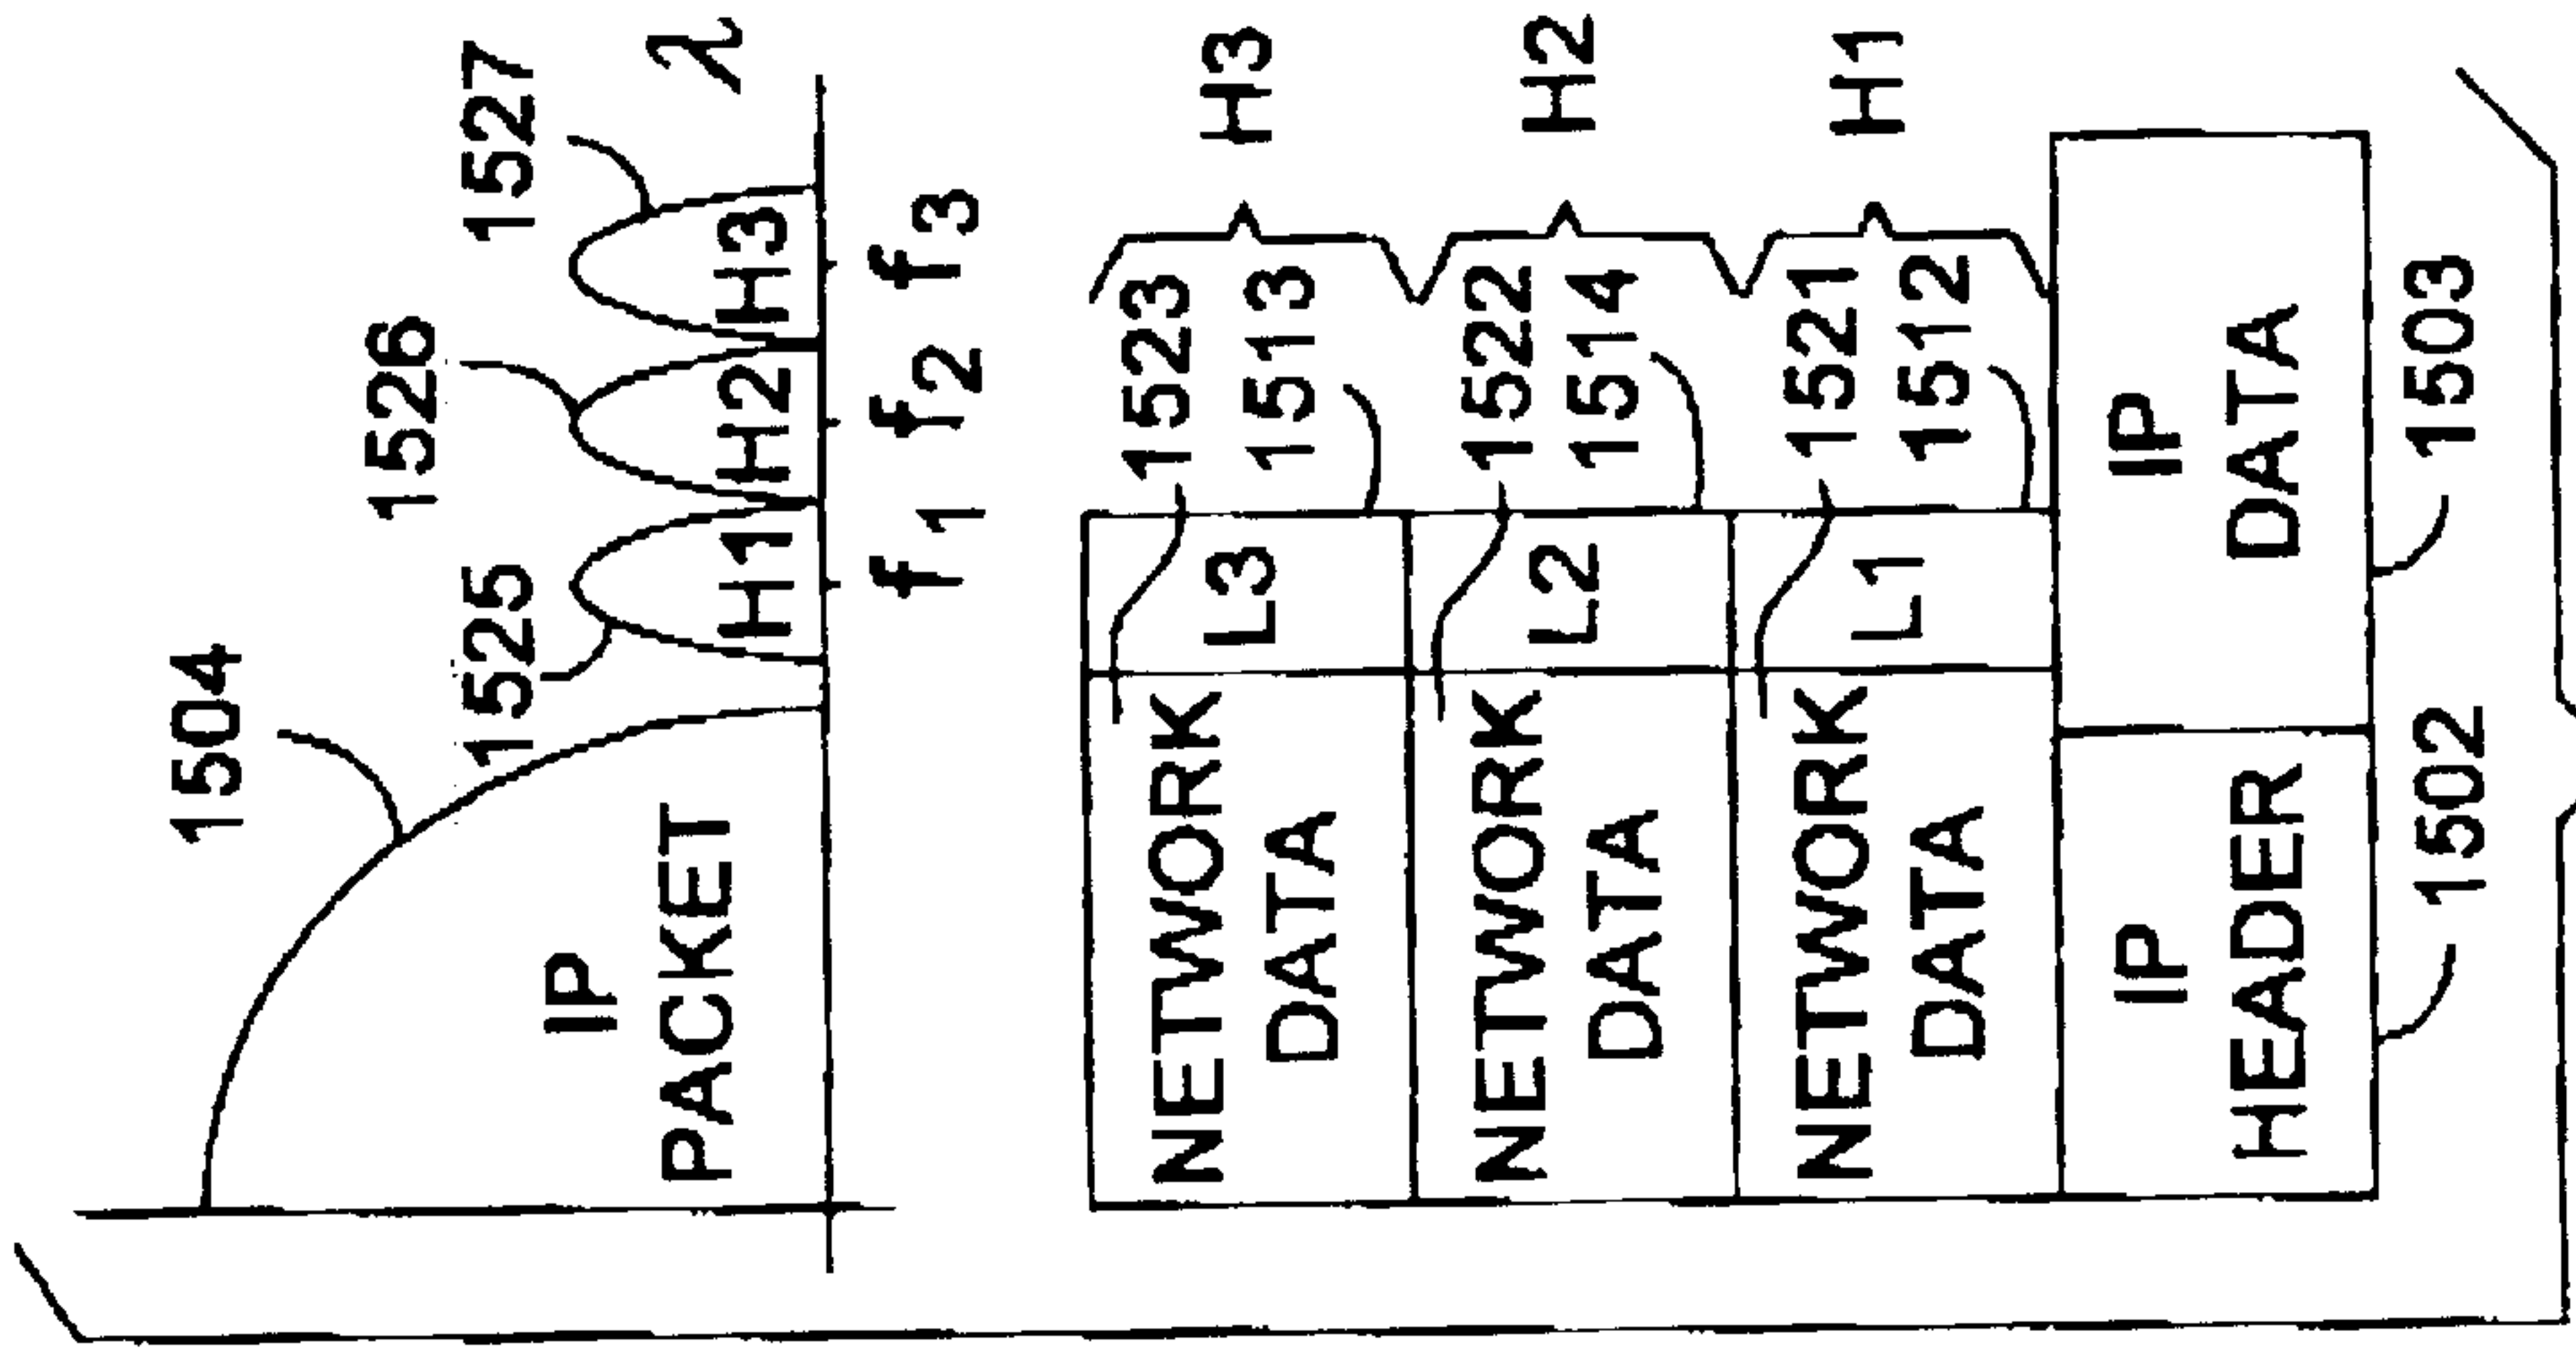 1504
1525
1526
1527
IP
PACKET
H1
H2
H3
λ
f1
f2
f3
NETWORK
DATA
L3
1523
1513
H3
NETWORK
DATA
L2
1522
1514
H2
NETWORK
DATA
L1
1521
1512
H1
IP
HEADER
IP
DATA
1502
1503